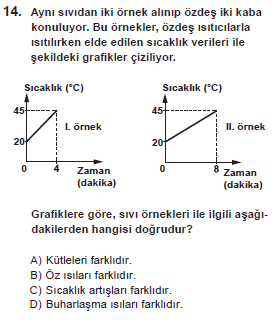 14. Aynı sıvıdan iki örnek alınıp özdeş iki kaba
konuluyor. Bu örnekler, özdeş ısıtıcılarla
ısıtılırken elde edilen sıcaklık verileri ile
şekildeki grafikler çiziliyor.
Sıcaklık (°C)
45
20
0
4
I. örnek
Zaman
(dakika)
Sıcaklık (°C)
45
20
0
8
II. örnek
Zaman
(dakika)
Grafiklere göre, sıvı örnekleri ile ilgili aşağı-
dakilerden hangisi doğrudur?
A) Kütleleri farklıdır.
B) Öz ısıları farklıdır.
C) Sıcaklık artışları farklıdır.
D) Buharlaşma ısıları farklıdır.